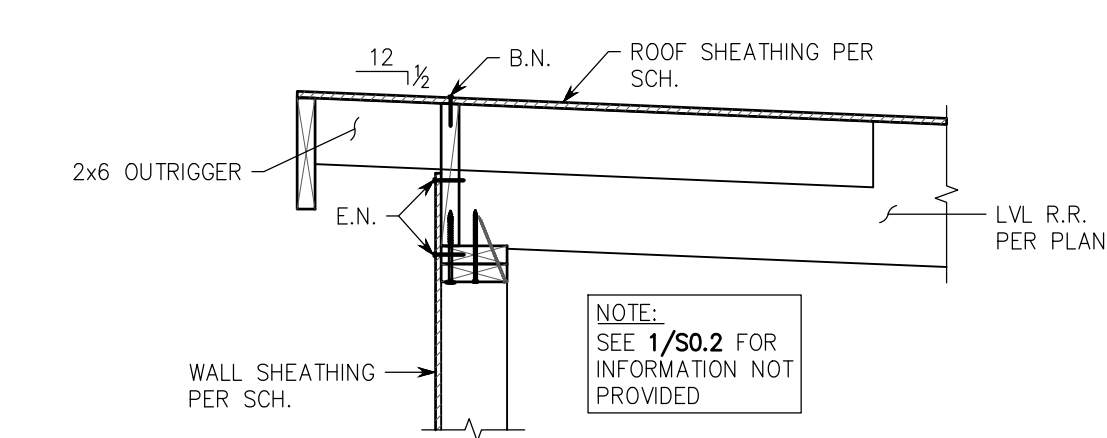 12
½
B.N.
ROOF SHEATHING PER
SCH.
2x6 OUTRIGGER
E.N.
LVL R.R.
PER PLAN
NOTE:
SEE 1/S0.2 FOR
INFORMATION NOT
PROVIDED
WALL SHEATHING
PER SCH.